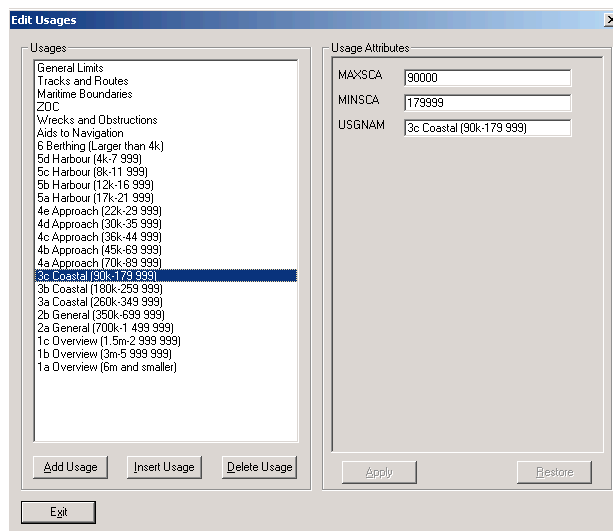 Edit Usages
Usages
General Limits
Tracks and Routes
Maritime Boundaries
ZOC
Wrecks and Obstructions
Aids to Navigation
6 Berthing (Larger than 4k)
5d Harbour (4k-7 999)
5c Harbour (8k-11 999)
5b Harbour (12k-16 999)
5a Harbour (17k-21 999)
4e Approach (22k-29 999)
4d Approach (30k-35 999)
4c Approach (36k-44 999)
4b Approach (45k-69 999)
4a Approach (70k-89 999)
3c Coastal (90k-179 999)
3b Coastal (180k-259 999)
3a Coastal (260k-349 999)
2b General (350k-699 999)
2a General (700k-1 499 999)
1c Overview (1.5m-2 999 999)
1b Overview (3m-5 999 999)
1a Overview (6m and smaller)
Add Usage Insert Usage Delete Usage
Usage Attributes
MAXSCA 90000
MINSCA 179999
USGNAM 3c Coastal (90k-179 999)
Apply Restore
Exit